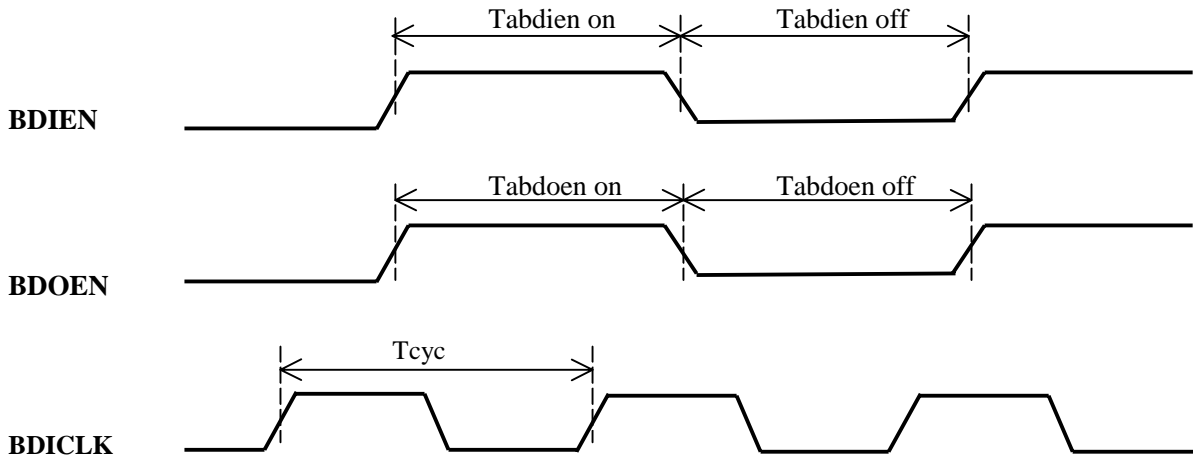 Tabdien on Tabdien off
BDIEN
Tabdoen on Tabdoen off
BDOEN
Tcyc
BDICLK